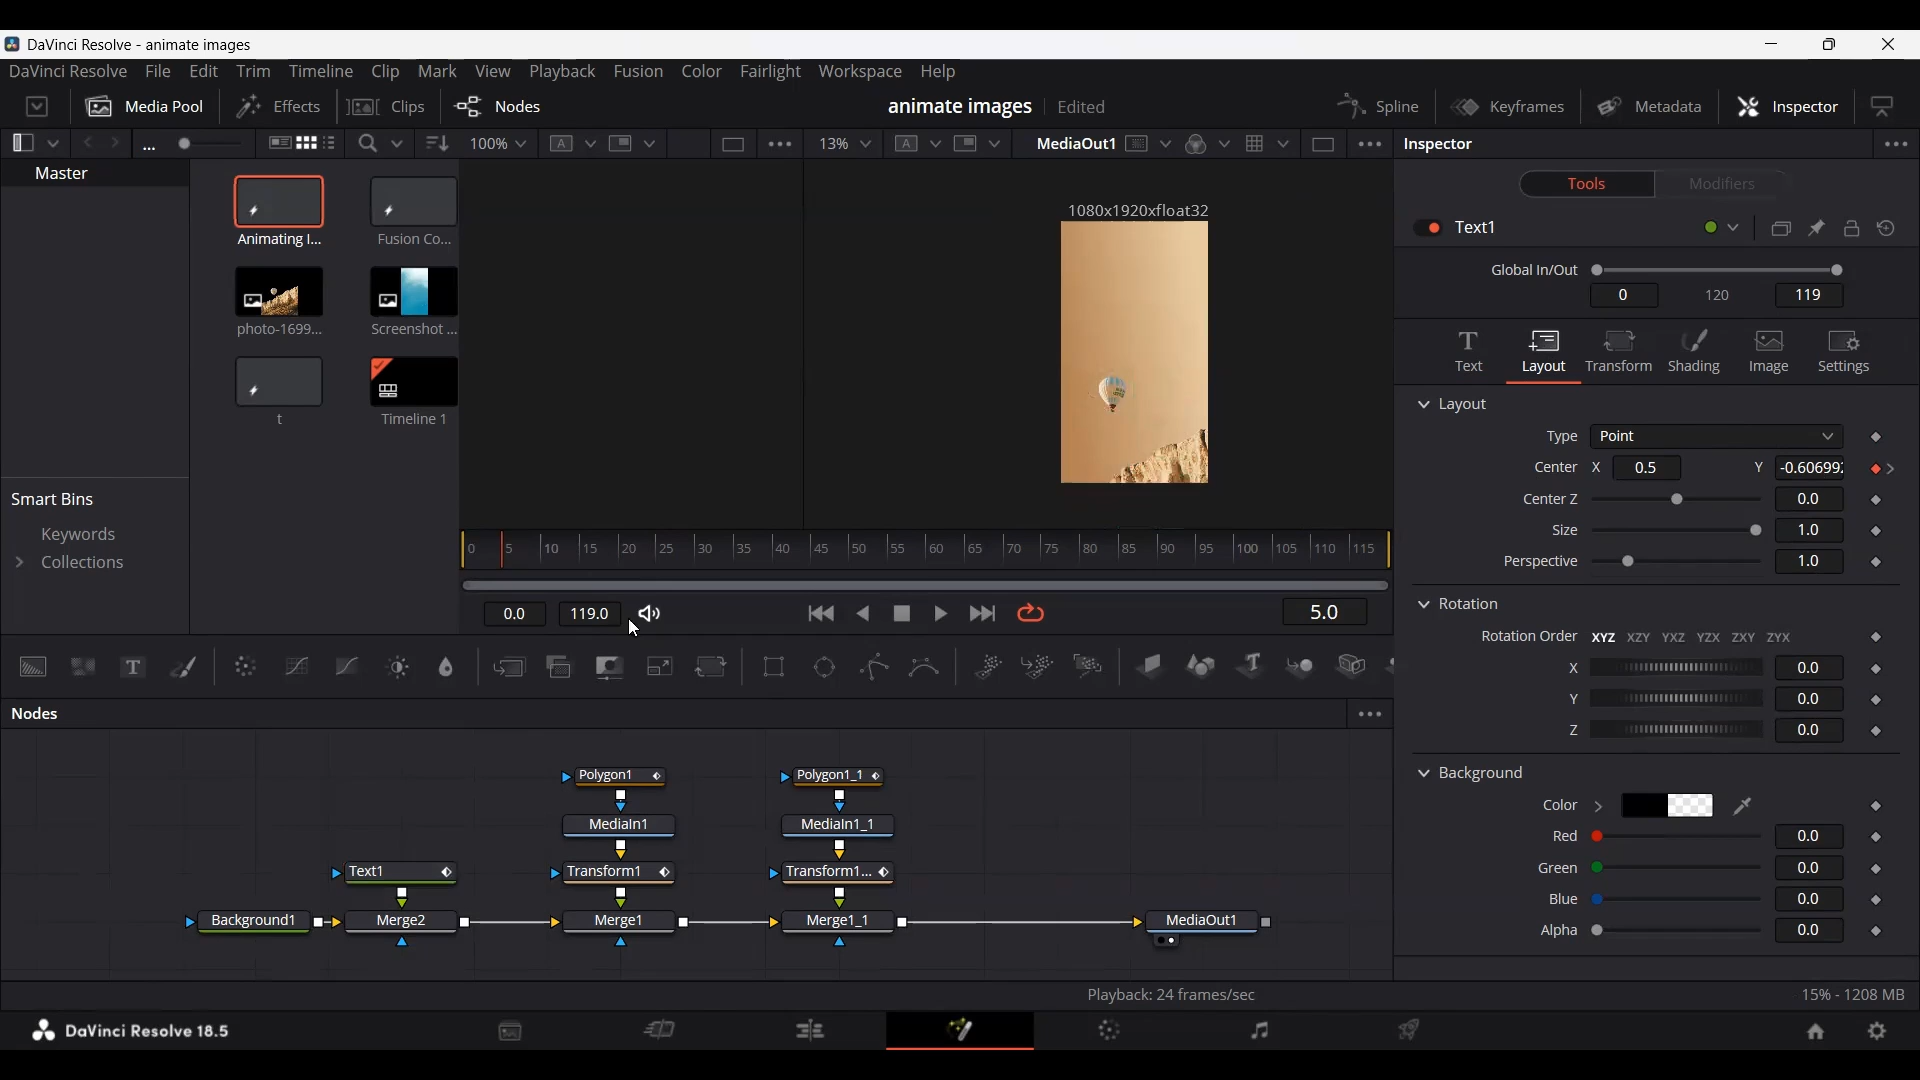 DaVinci Resolve - animate images
DaVinci Resolve File Edit Trim Timeline Clip Mark View Playback Fusion Color Fairlight Workspace Help
Media Pool Effects Clips Nodes animate images Edited Spline Keyframes Metadata Inspector
... 100% A 13% A MediaOut1 Inspector
Master
Tools Modifiers
1080x1920xfloat32
Text1
Animating I... Fusion Co...
Global In/Out
0 120 119
photo-1699... Screenshot ...
Text Layout Transform Shading Image Settings
Layout
t Timeline 1
Type Point
Center X 0.5 Y -0.60699
Smart Bins
Center Z 0.0
Keywords
Size 1.0
0 5 10 15 20 25 30 35 40 45 50 55 60 65 70 75 80 85 90 95 100 105 110 115
Collections
Perspective 1.0
Rotation
0.0 119.0 5.0
Rotation Order XYZ XZY YXZ YZX ZXY ZYX
T T
X 0.0
Y 0.0
Nodes
Z 0.0
Background
Polygon1 Polygon1_1
Color
MediaIn1 MediaIn1_1
Red 0.0
Text1 Transform1 Transform1...
Green 0.0
Blue 0.0
Background1 Merge2 Merge1 Merge1_1 MediaOut1
Alpha 0.0
Playback: 24 frames/sec 15% - 1208 MB
DaVinci Resolve 18.5